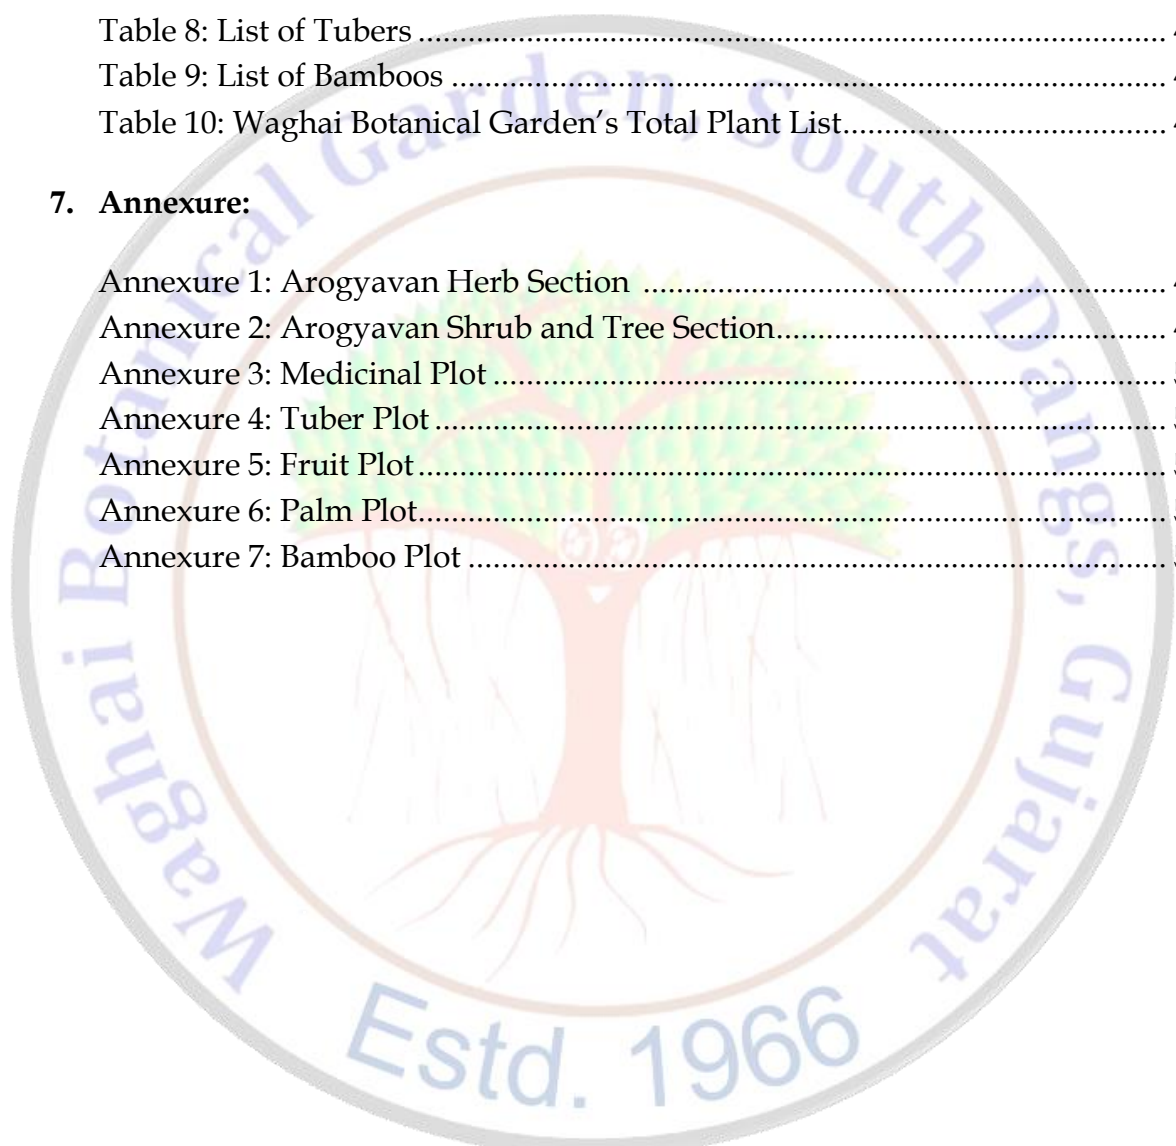 Table 8: List of Tubers
Table 9: List of Bamboos
Table 10: Waghai Botanical Garden’s Total Plant List
7. Annexure:
Annexure 1: Arogyavan Herb Section
Annexure 2: Arogyavan Shrub and Tree Section
Annexure 3: Medicinal Plot
Annexure 4: Tuber Plot
Annexure 5: Fruit Plot
Annexure 6: Palm Plot
Annexure 7: Bamboo Plot
Waghai Botanical Garden, South Dangs, Gujarat
Estd. 1966